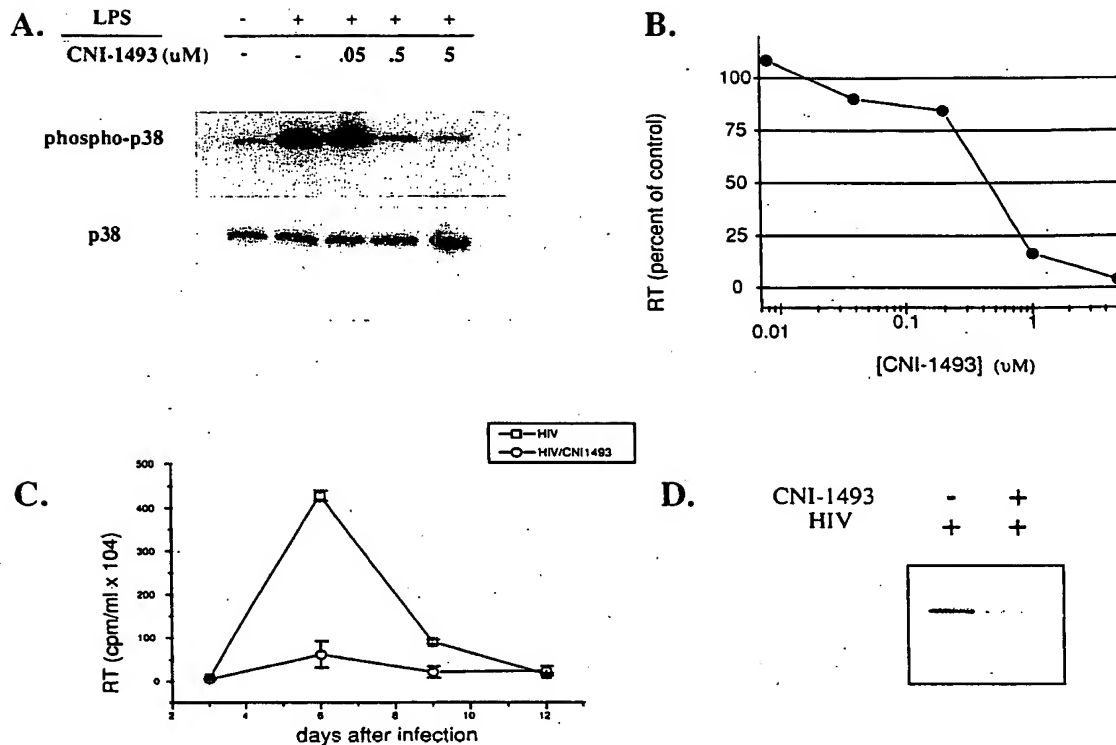 A.
LPS - + + + +
CNI-1493 (uM) - - .05 .5 5
phospho-p38
p38
B.
100
75
50
25
0
RT (percent of control)
0.01 0.1 1
[CNI-1493] (uM)
C.
HIV
HIV/CNI1493
500
400
300
200
100
0
RT (cpm/ml x 104)
2 4 6 8 10 12
days after infection
D.
CNI-1493 - +
HIV + +